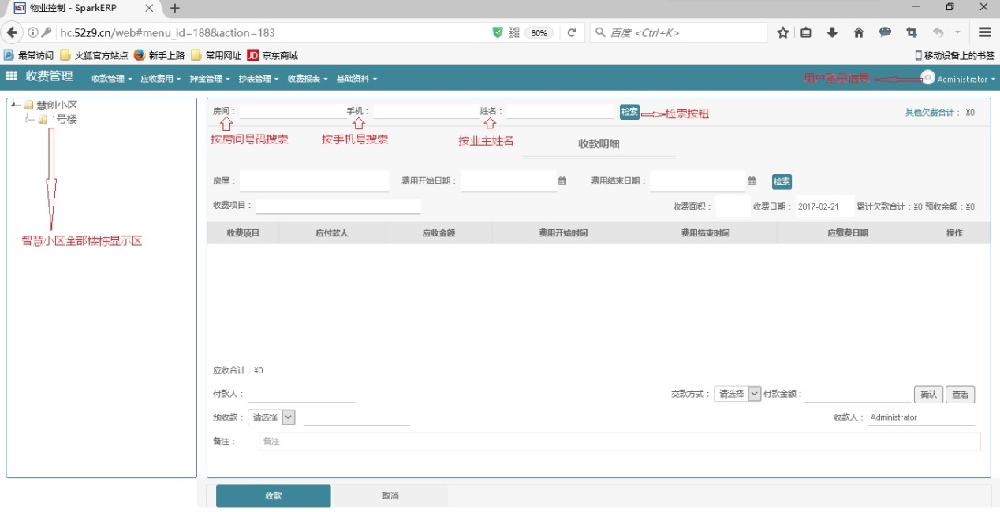 物业控制 - SparkERP
hc.52z9.cn/web#menu_id=188&action=183
80%
百度 <Ctrl+K>
最常访问 火狐官方站点 新手上路 常用网址 JD 京东商城
移动设备上的书签
收费管理 收款管理 应收费用 押金管理 抄表管理 收费报表 基础资料
用户登录信息 Administrator
慧创小区
1号楼
智慧小区全部楼栋显示区
房间： 手机： 姓名： 检索 检索按钮 其他欠费合计： ¥0
按房间号码搜索 按手机号搜索 按业主姓名
收款明细
房屋： 费用开始日期： 费用结束日期： 检索
收费项目： 收费面积： 收费日期： 2017-02-21 累计欠款合计：¥0 预收余额：¥0
收费项目 应付款人 应收金额 费用开始时间 费用结束时间 应缴费日期 操作
应收合计：¥0
付款人： 交款方式： 请选择 付款金额： 确认 查看
预收款： 请选择 收款人： Administrator
备注： 备注
收款 取消